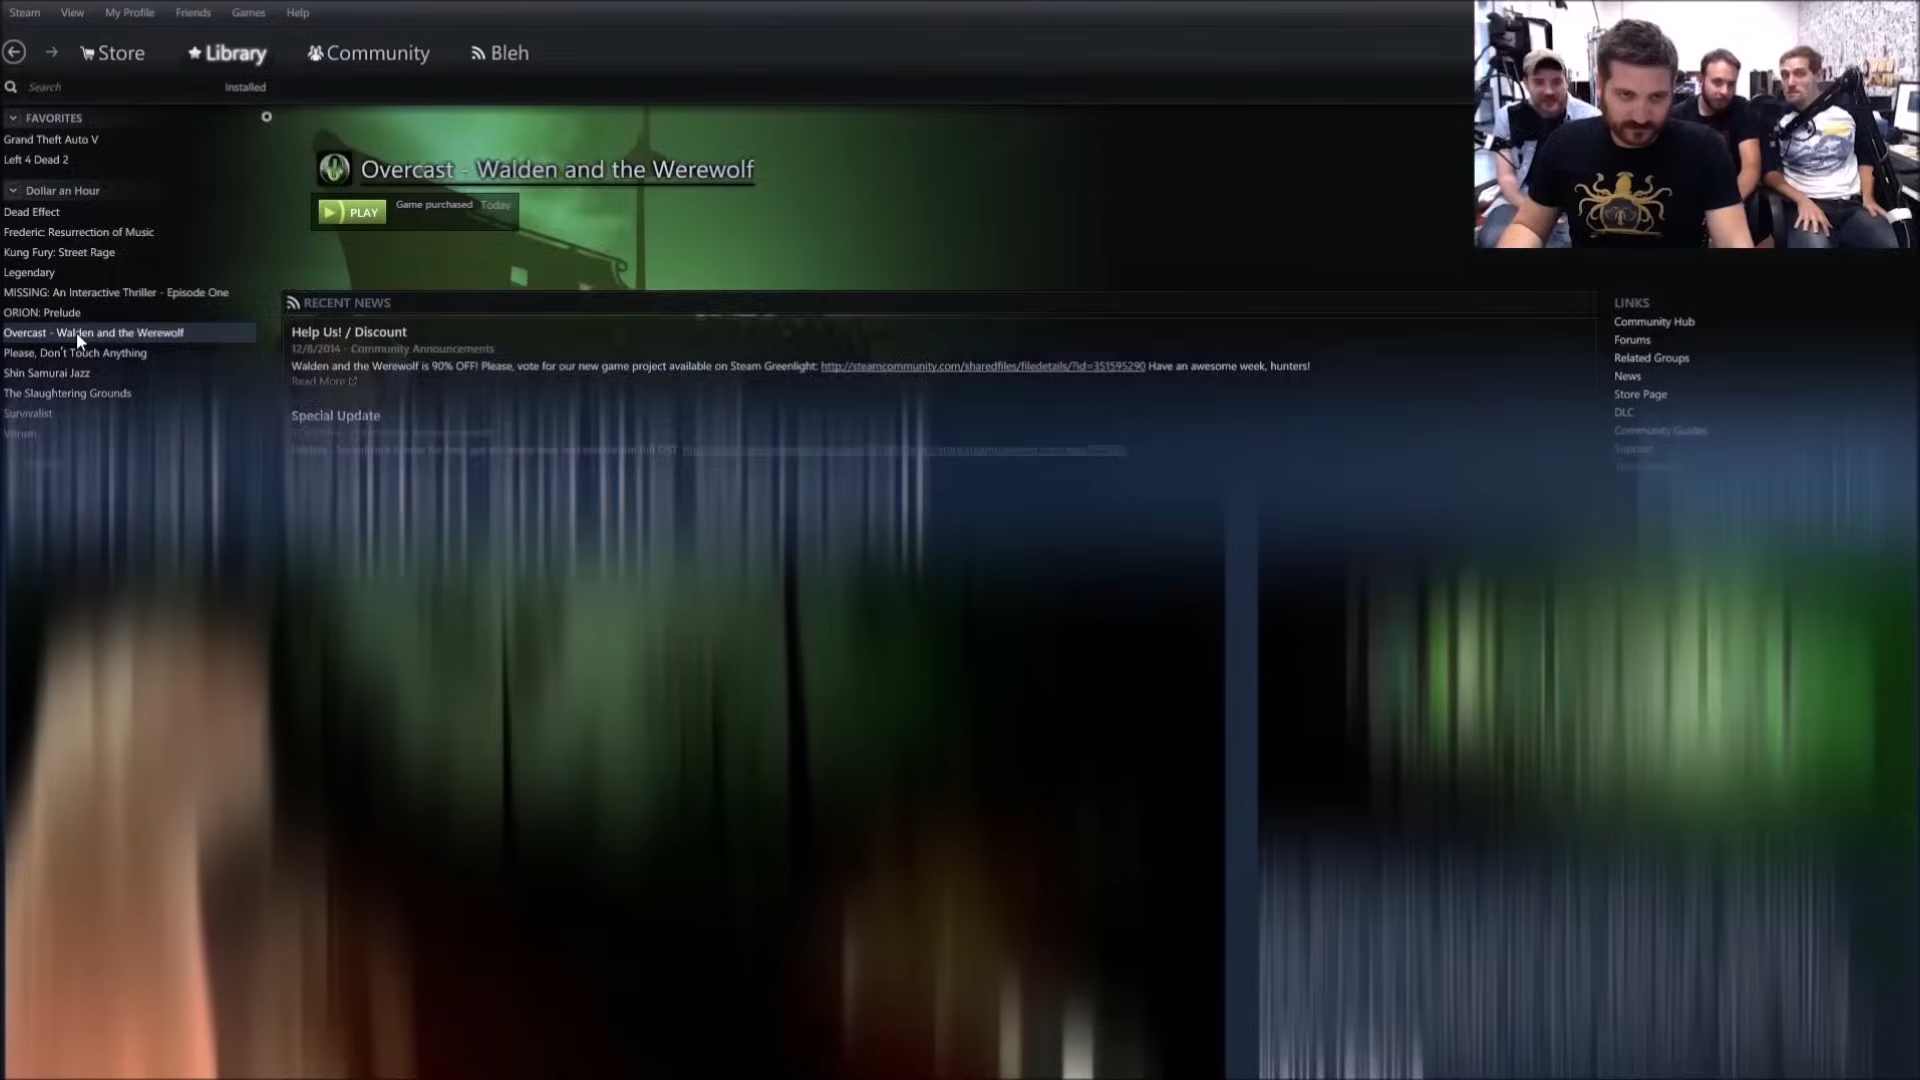 Steam View My Profile Friends Games Help
Store Library Community Bleh
Search Installed
FAVORITES
Grand Theft Auto V
Left 4 Dead 2
Dollar an Hour
Dead Effect
Frederic: Resurrection of Music
Kung Fury: Street Rage
Legendary
MISSING: An Interactive Thriller - Episode One
ORION: Prelude
Overcast - Walden and the Werewolf
Please, Don't Touch Anything
Shin Samurai Jazz
The Slaughtering Grounds
Survivalist
Overcast - Walden and the Werewolf
PLAY Game purchased Today
RECENT NEWS
Help Us! / Discount
12/8/2014 - Community Announcements
Walden and the Werewolf is 90% OFF! Please, vote for our new game project available on Steam Greenlight: http://steamcommunity.com/sharedfiles/filedetails/?id=351595290 Have an awesome week, hunters!
Read More
Special Update
LINKS
Community Hub
Forums
Related Groups
News
Store Page
DLC
Community Guides
Support